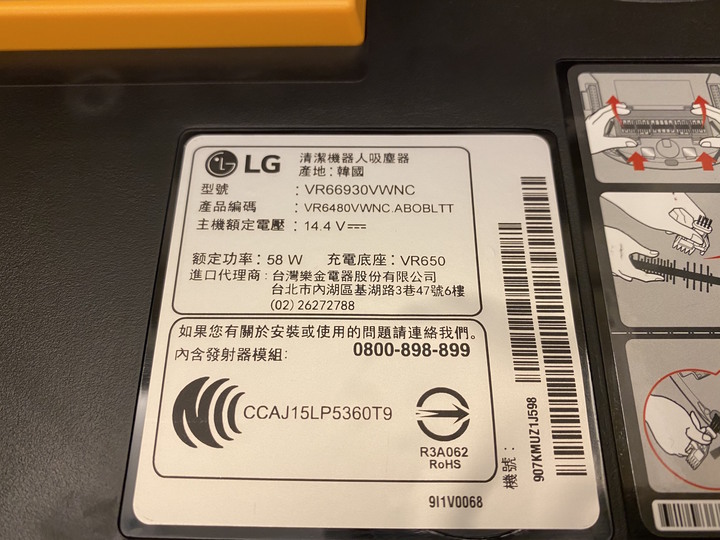 LG 清潔機器人吸塵器
產地:韓國
型號 : VR66930VWNC
產品編碼 : VR6480VWNC.ABOBLTT
主機額定電壓 : 14.4 V
額定功率: 58 W 充電底座: VR650
進口代理商 : 台灣樂金電器股份有限公司
台北市內湖區基湖路3巷47號6樓
(02) 26272788
如果您有關於安裝或使用的問題請連絡我們。
內含發射器模組: 0800-898-899
CCAJ15LP5360T9
R3A062
RoHS
9I1V0068
機號:
907KMUZ1J598